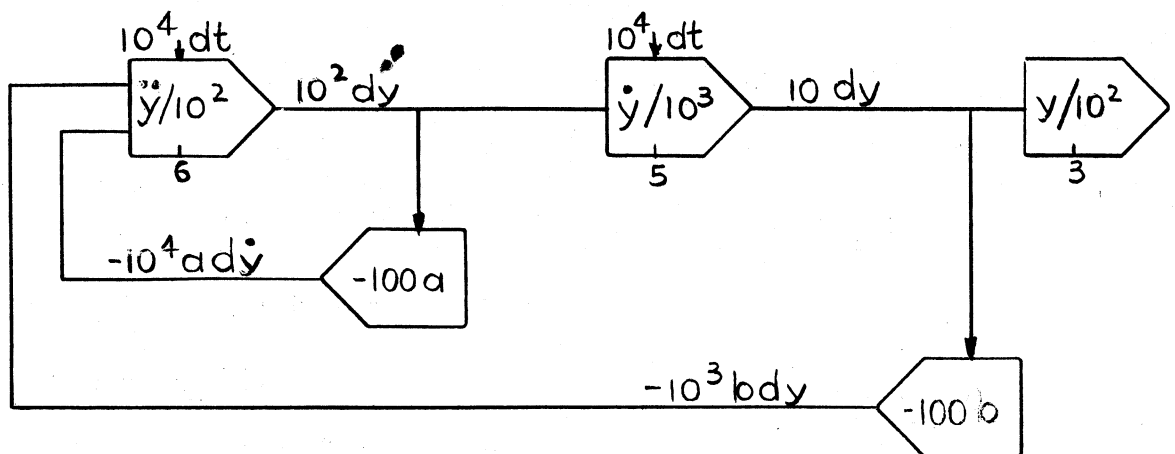 10⁴ dt
ÿ/10²
6
10² dẏ
10⁴ dt
ẏ/10³
5
10 dy
y/10²
3
-10⁴ a dẏ
-100 a
-10³ b dy
-100 b